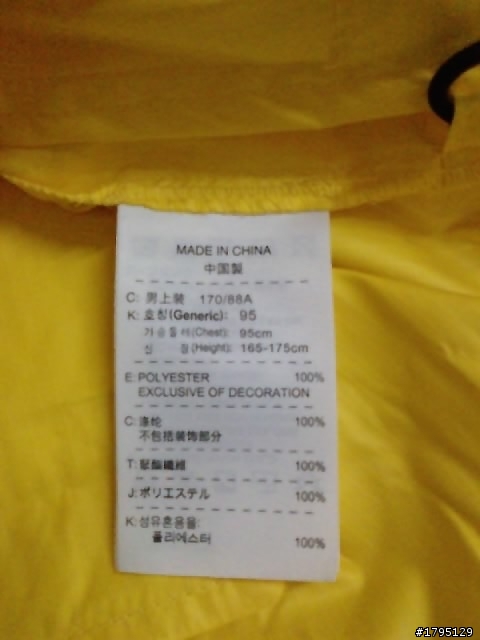 MADE IN CHINA
中国製
C: 男上装 170/88A
K: 호칭(Generic): 95
가슴둘레(Chest): 95cm
신 장(Height): 165-175cm
E: POLYESTER 100%
EXCLUSIVE OF DECORATION
C: 涤纶 100%
不包括装饰部分
T: 聚酯纖維 100%
J: ポリエステル 100%
K: 섬유혼용율:
폴리에스터 100%
#1795129